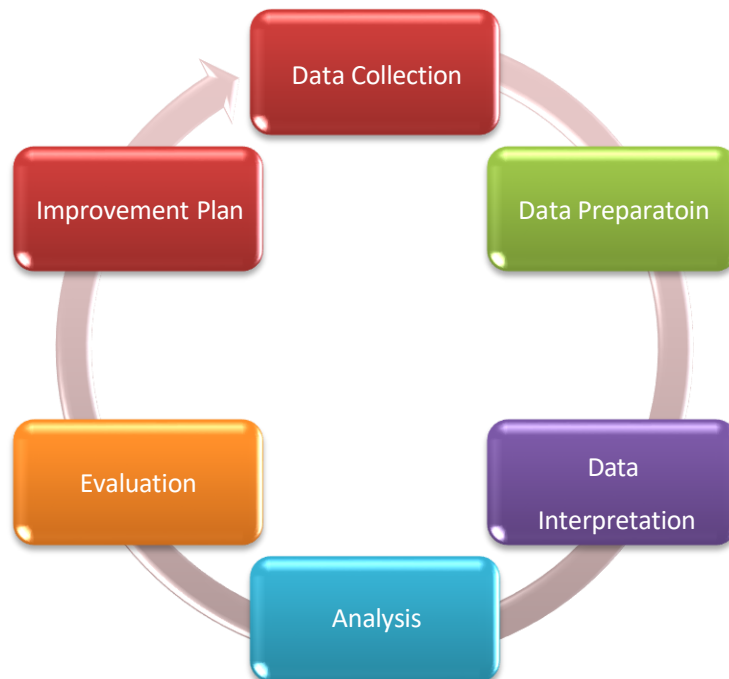 Data Collection
Data Preparatoin
Data
Interpretation
Analysis
Evaluation
Improvement Plan